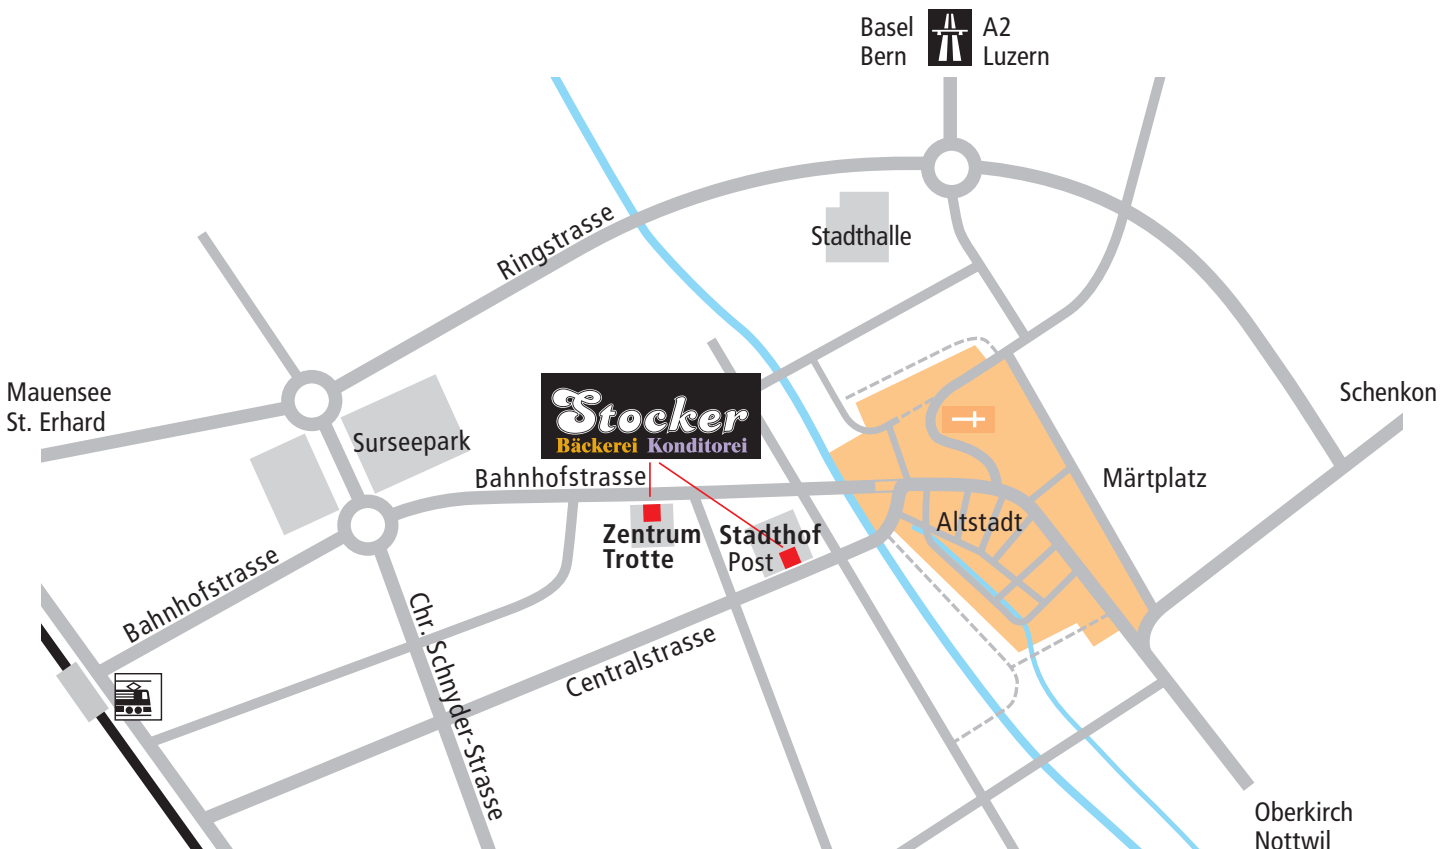 Basel
Bern
A2
Luzern
Stadthalle
Ringstrasse
Mauensee
St. Erhard
Schenkon
Surseepark
Stocker
Bäckerei Konditorei
Bahnhofstrasse
Märtplatz
Zentrum
Trotte
Stadthof
Post
Altstadt
Bahnhofstrasse
Chr. Schnyder-Strasse
Centralstrasse
Oberkirch
Nottwil